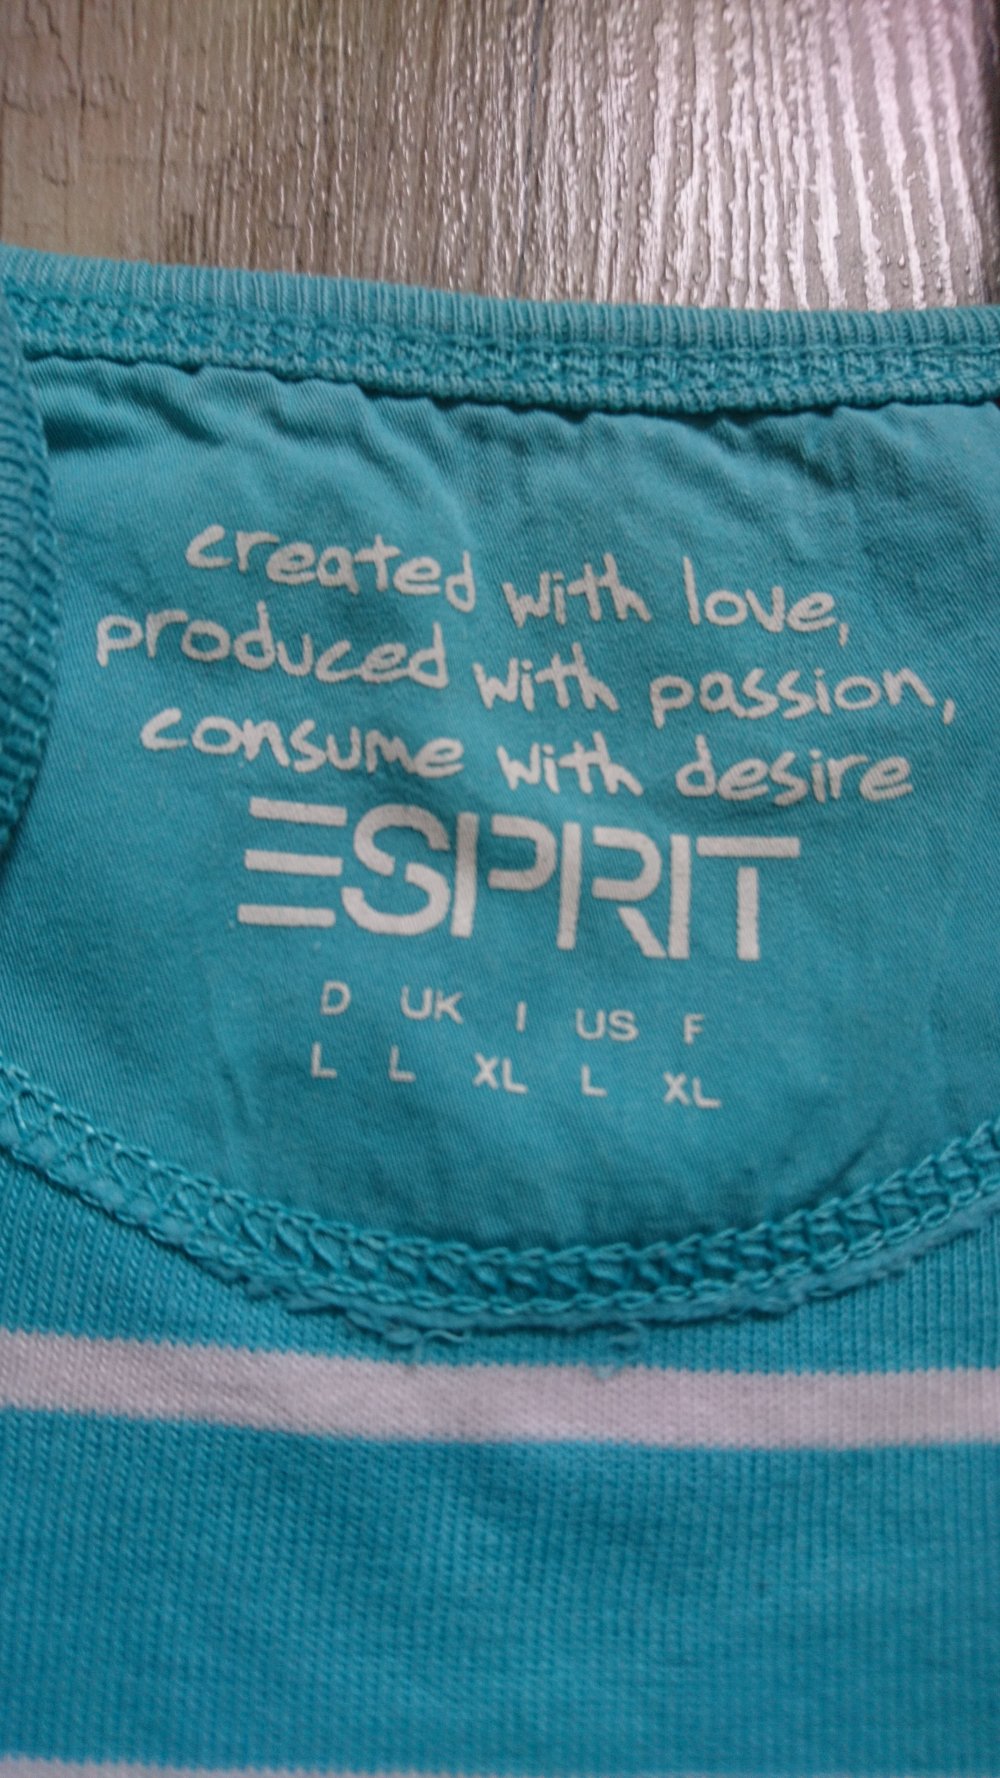 created with love,
produced with passion,
consume with desire
ESPRIT
D UK I US F
L L XL L XL